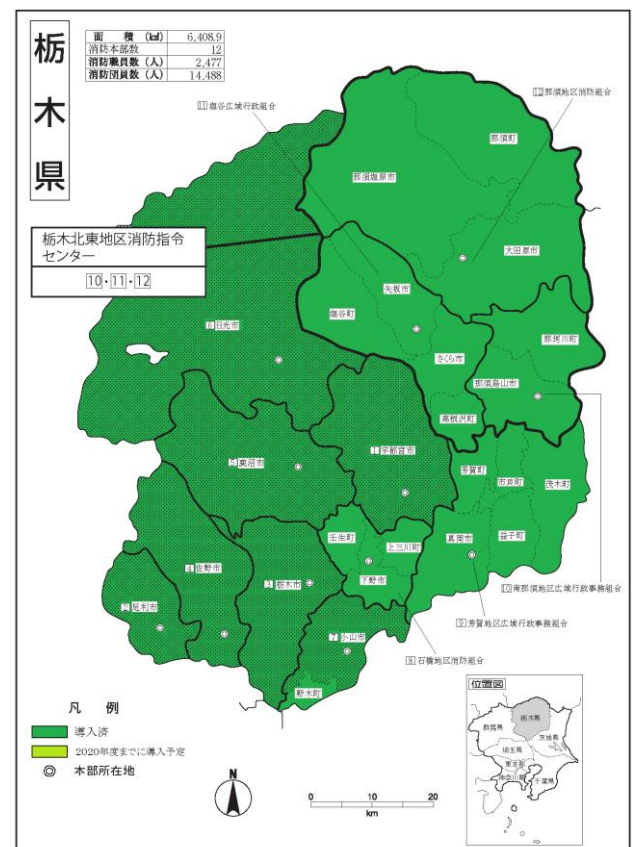 栃木県
面　積 (㎢) 6,408.9
消防本部数 12
消防職員数 (人) 2,477
消防団員数 (人) 14,488
⑫那須地区消防組合
⑪塩谷広域行政組合
那須町
那須塩原市
栃木北東地区消防指令
センター
⑩・⑪・⑫
大田原市
矢板市
塩谷町
那珂川町
⑥日光市
さくら市
那須烏山市
高根沢町
①宇都宮市
⑤鹿沼市
芳賀町
市貝町
茂木町
壬生町
上三川町
真岡市
益子町
④佐野市
③栃木市
下野市
⑩南那須地区広域行政事務組合
②足利市
⑨芳賀地区広域行政事務組合
⑦小山市
⑧石橋地区消防組合
野木町
凡　例
導入済
2020年度までに導入予定
本部所在地
N
0 10 20
km
位置図
栃木県
群馬県
茨城県
埼玉県
東京都
神奈川県
千葉県